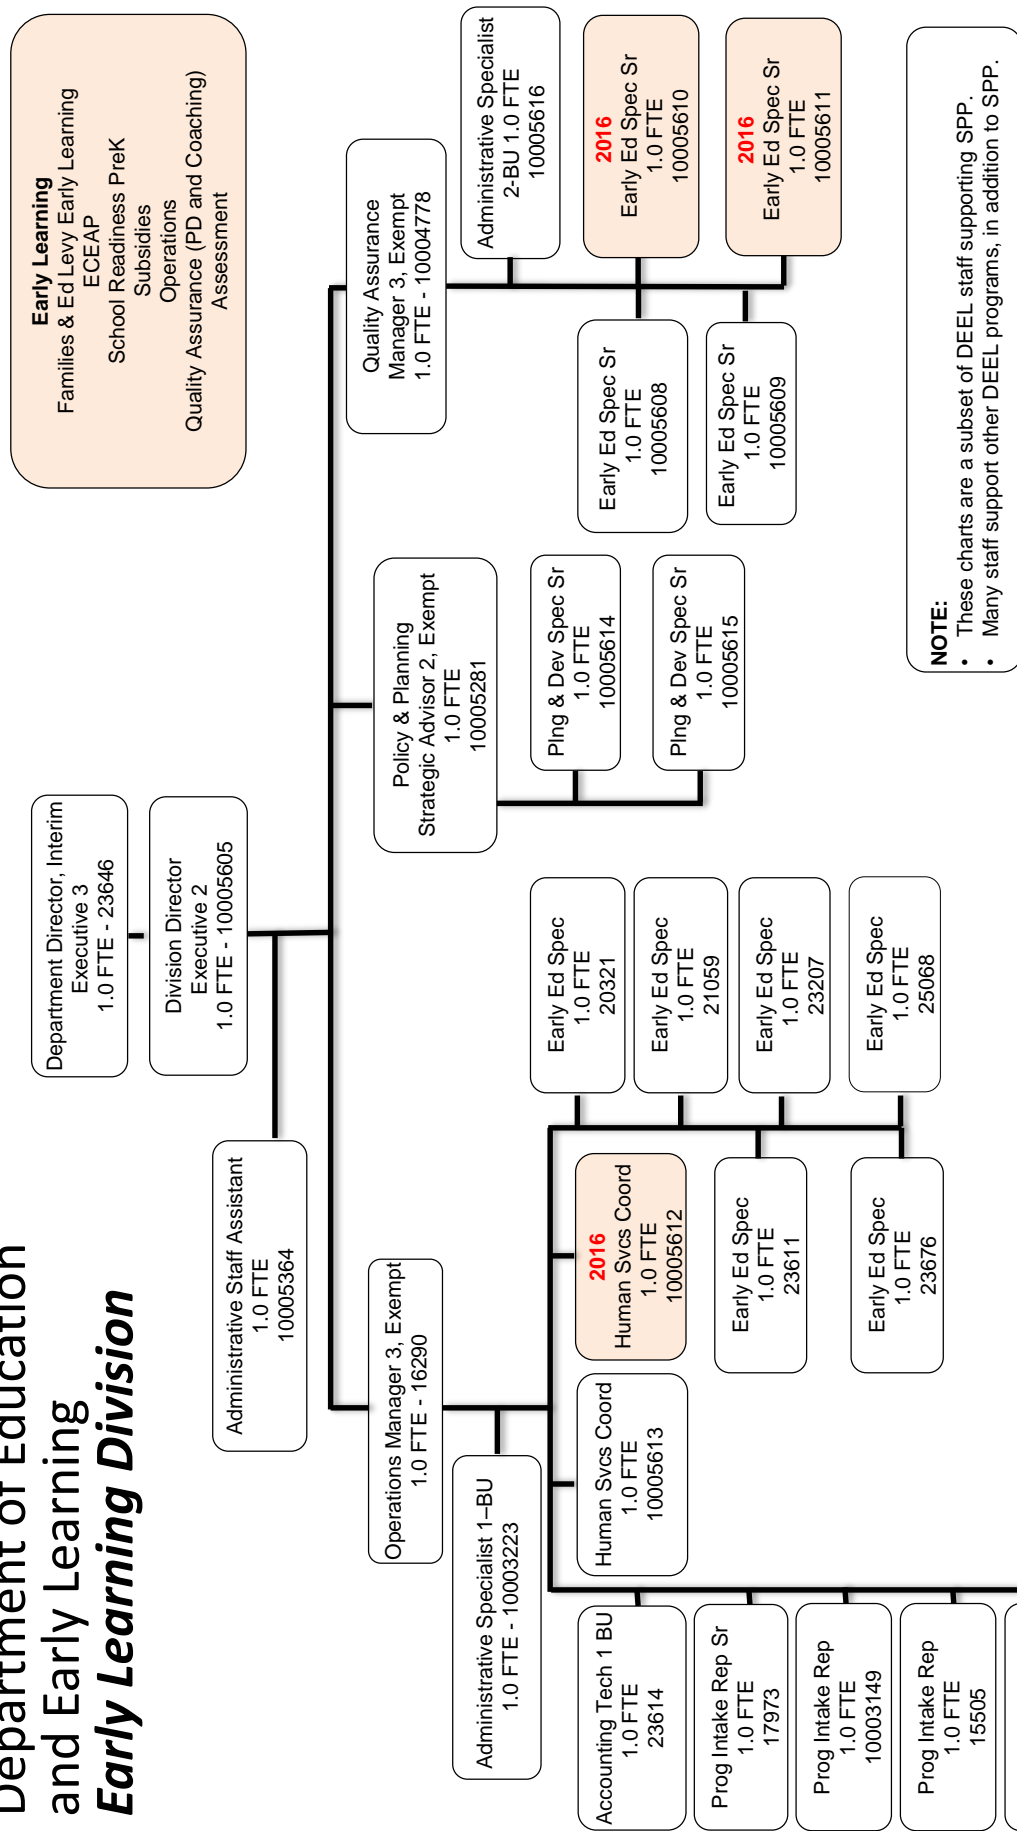 Department of Education
and Early Learning
Early Learning Division
Early Learning
Families & Ed Levy Early Learning
ECEAP
School Readiness PreK
Subsidies
Operations
Quality Assurance (PD and Coaching)
Assessment
Department Director, Interim
Executive 3
1.0 FTE - 23646
Division Director
Executive 2
1.0 FTE - 10005605
Administrative Staff Assistant
1.0 FTE
10005364
Operations Manager 3, Exempt
1.0 FTE - 16290
Policy & Planning
Strategic Advisor 2, Exempt
1.0 FTE
10005281
Quality Assurance
Manager 3, Exempt
1.0 FTE - 10004778
Administrative Specialist 1–BU
1.0 FTE - 10003223
Accounting Tech 1 BU
1.0 FTE
23614
Prog Intake Rep Sr
1.0 FTE
17973
Prog Intake Rep
1.0 FTE
10003149
Prog Intake Rep
1.0 FTE
15505
Human Svcs Coord
1.0 FTE
10005613
2016
Human Svcs Coord
1.0 FTE
10005612
Early Ed Spec
1.0 FTE
23611
Early Ed Spec
1.0 FTE
23676
Early Ed Spec
1.0 FTE
20321
Early Ed Spec
1.0 FTE
21059
Early Ed Spec
1.0 FTE
23207
Early Ed Spec
1.0 FTE
25068
Plng & Dev Spec Sr
1.0 FTE
10005614
Plng & Dev Spec Sr
1.0 FTE
10005615
Early Ed Spec Sr
1.0 FTE
10005608
Early Ed Spec Sr
1.0 FTE
10005609
Administrative Specialist
2-BU 1.0 FTE
10005616
2016
Early Ed Spec Sr
1.0 FTE
10005610
2016
Early Ed Spec Sr
1.0 FTE
10005611
NOTE:
• These charts are a subset of DEEL staff supporting SPP.
• Many staff support other DEEL programs, in addition to SPP.